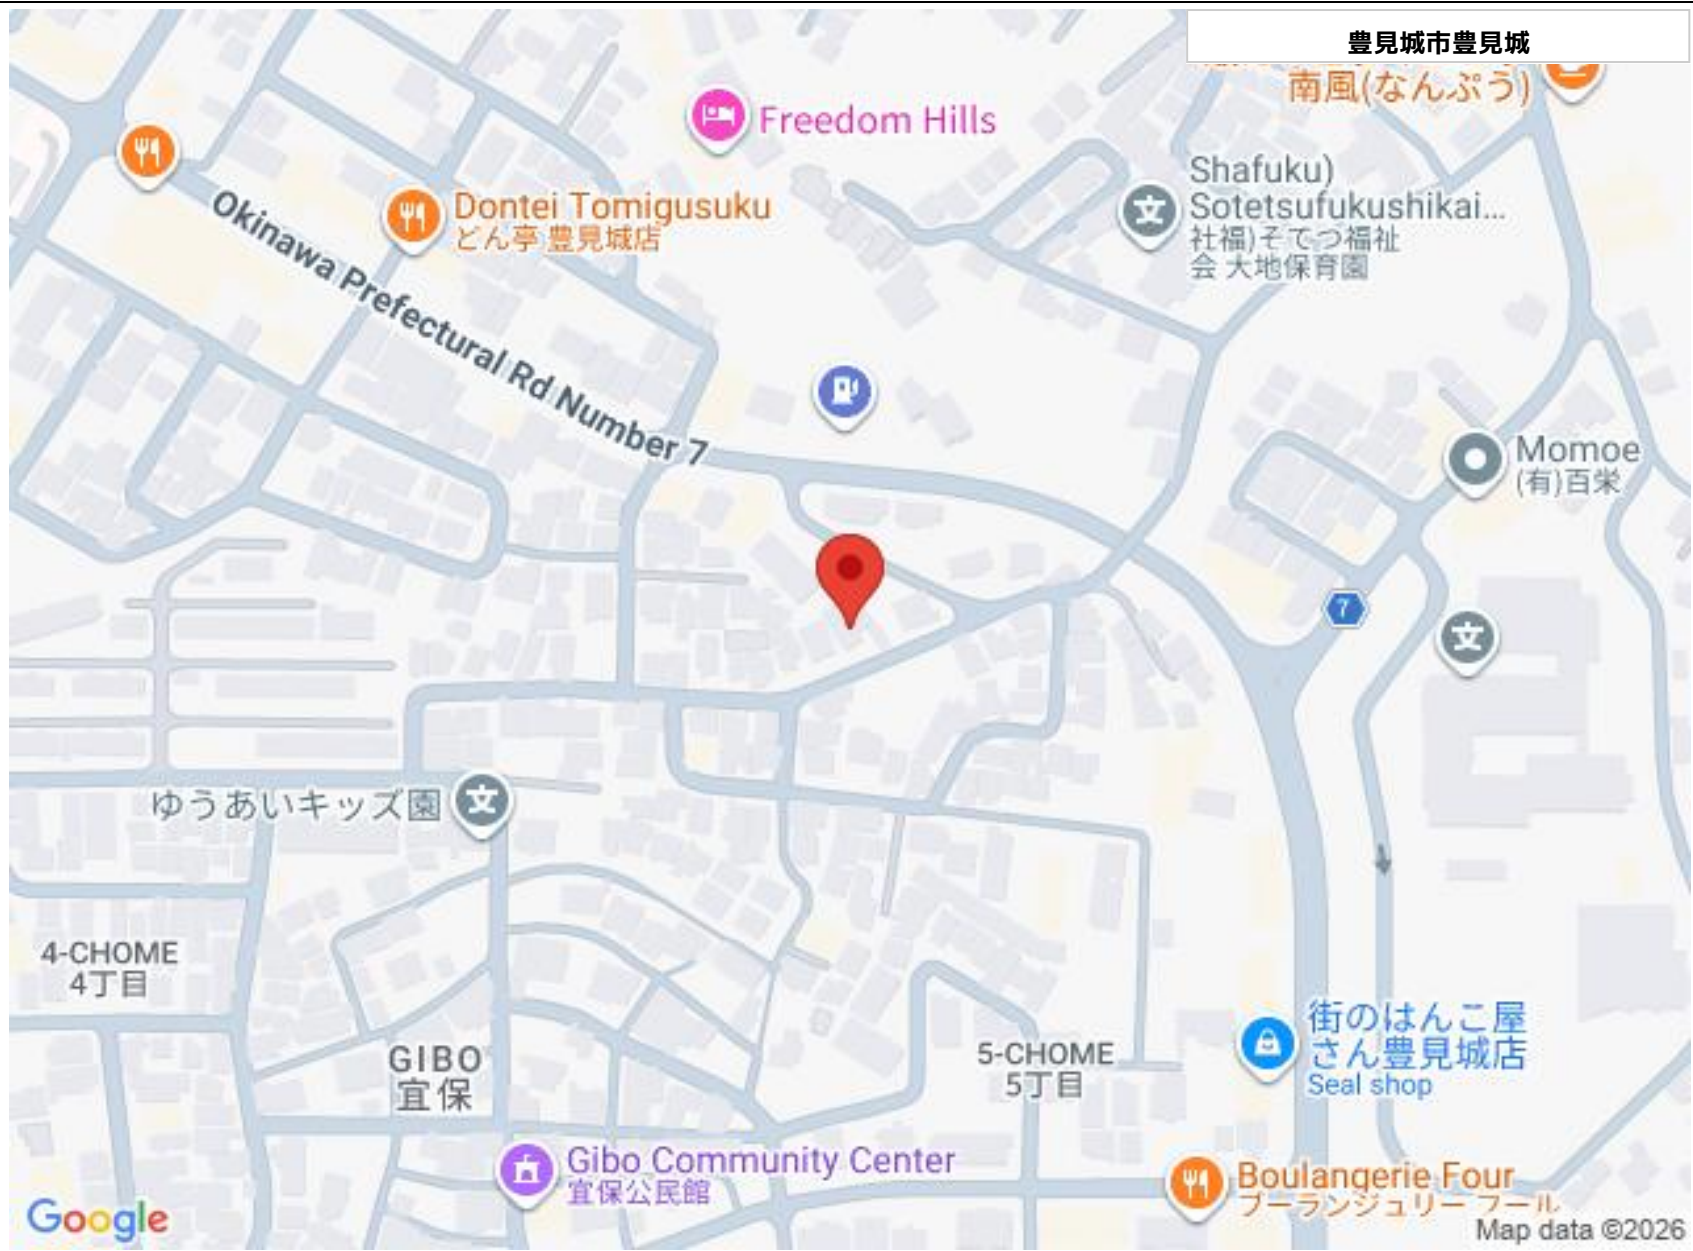 豊見城市豊見城
南風(なんぷう)
Freedom Hills
Shafuku)
Sotetsufukushikai...
社福)そてつ福祉
会 大地保育園
Dontei Tomigusuku
どん亭 豊見城店
Okinawa Prefectural Rd Number 7
Momoe
(有)百栄
7
ゆうあいキッズ園
4-CHOME
4丁目
GIBO
宜保
5-CHOME
5丁目
街のはんこ屋
さん豊見城店
Seal shop
Gibo Community Center
宜保公民館
Boulangerie Four
ブーランジュリー フール
Google
Map data ©2026